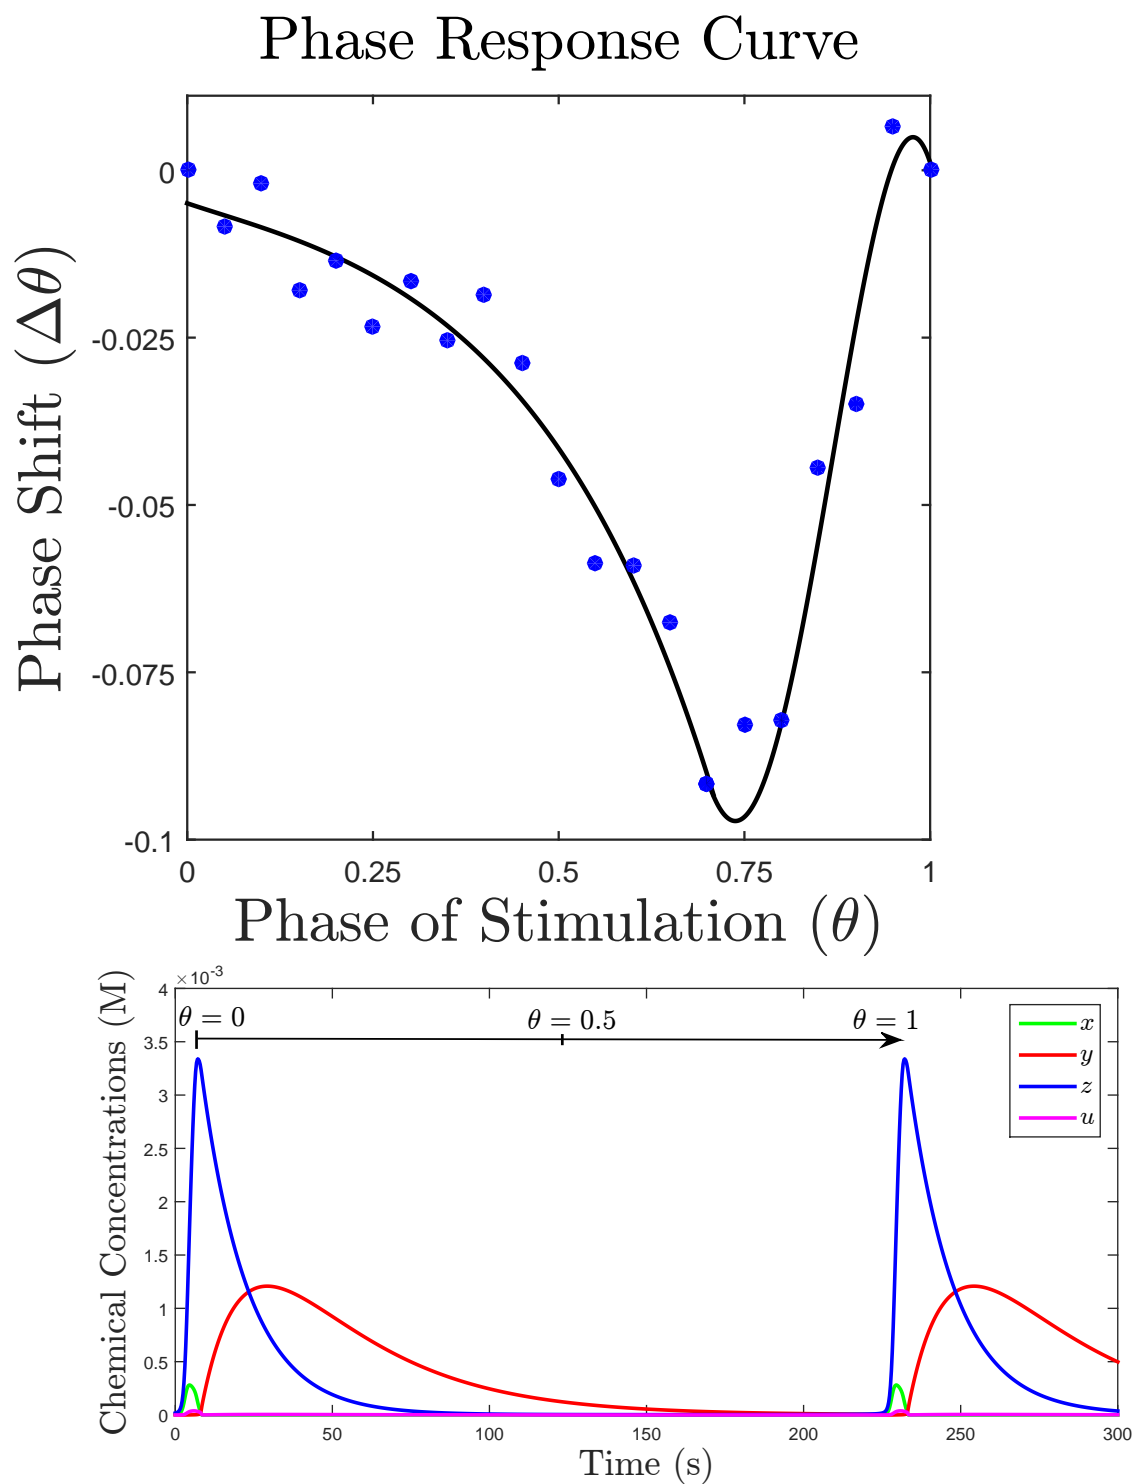 Phase Response Curve
Phase Shift (Δθ)
0
-0.025
-0.05
-0.075
-0.1
0 0.25 0.5 0.75 1
Phase of Stimulation (θ)
Chemical Concentrations (M)
×10-3
4
3.5
3
2.5
2
1.5
1
0.5
0
θ = 0 θ = 0.5 θ = 1
x
y
z
u
0 50 100 150 200 250 300
Time (s)